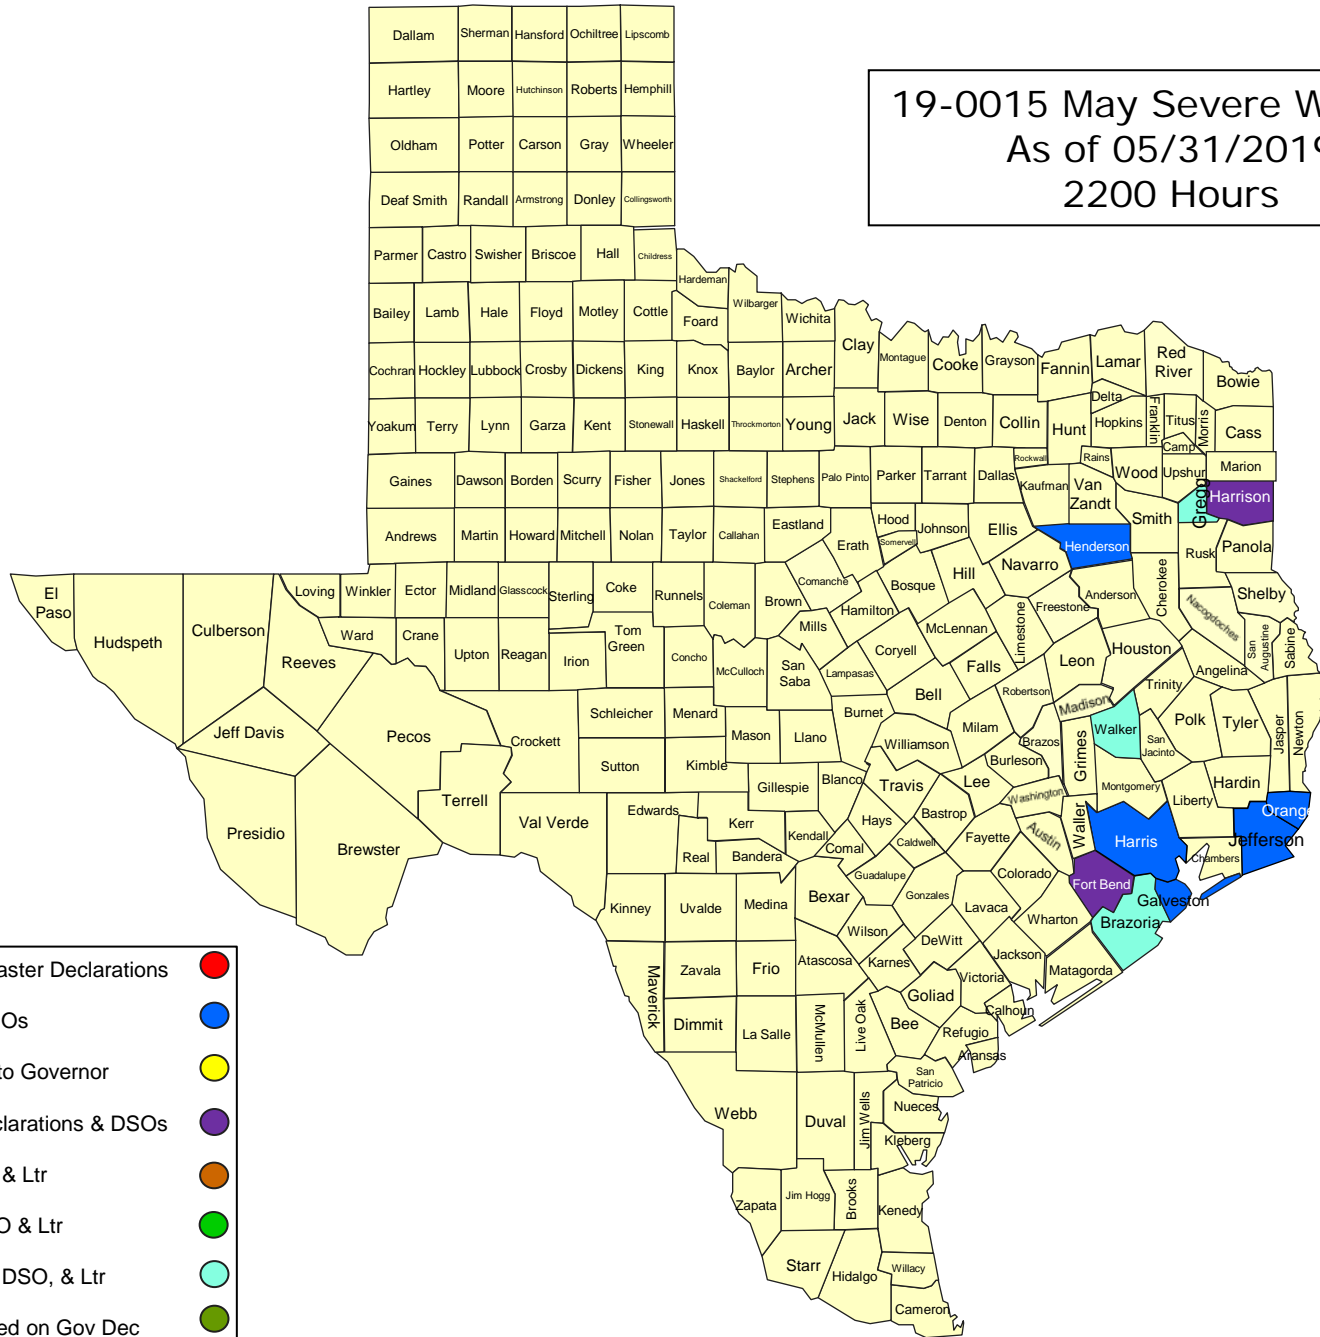 Dallam Sherman Hansford Ochiltree Lipscomb
Hartley Moore Hutchinson Roberts Hemphill
19-0015 May Severe W
As of 05/31/2019
2200 Hours
Oldham Potter Carson Gray Wheeler
Deaf Smith Randall Armstrong Donley Collingsworth
Parmer Castro Swisher Briscoe Hall Childress
Hardeman
Bailey Lamb Hale Floyd Motley Cottle Foard Wilbarger Wichita
Clay Montague Cooke Grayson Fannin Lamar Red River Bowie
Cochran Hockley Lubbock Crosby Dickens King Knox Baylor Archer
Delta
Yoakum Terry Lynn Garza Kent Stonewall Haskell Throckmorton Young Jack Wise Denton Collin Hunt Hopkins Franklin Titus Morris Cass
Camp
Rockwall Rains Wood Upshur Marion
Gaines Dawson Borden Scurry Fisher Jones Shackelford Stephens Palo Pinto Parker Tarrant Dallas Kaufman Van Zandt Gregg Harrison
Andrews Martin Howard Mitchell Nolan Taylor Callahan Eastland Erath Hood Somervell Johnson Ellis Henderson Smith Rusk Panola
El Paso Hudspeth Culberson Loving Winkler Ector Midland Glasscock Sterling Coke Runnels Coleman Brown Comanche Hamilton Bosque Hill Navarro Freestone Anderson Cherokee Nacogdoches Shelby
Reeves Ward Crane Upton Reagan Irion Tom Green Concho McCulloch San Saba Mills Lampasas Coryell McLennan Falls Limestone Leon Houston Angelina San Augustine Sabine
Jeff Davis Pecos Crockett Schleicher Menard Mason Llano Burnet Bell Milam Robertson Madison Walker Trinity San Jacinto Polk Tyler Jasper Newton
Terrell Sutton Kimble Gillespie Blanco Williamson Travis Lee Burleson Brazos Grimes Washington Montgomery Liberty Hardin Orange
Presidio Brewster Val Verde Edwards Kerr Real Bandera Kendall Comal Hays Caldwell Bastrop Fayette Austin Waller Harris Chambers Jefferson
Kinney Uvalde Medina Bexar Guadalupe Gonzales Lavaca Colorado Wharton Fort Bend Brazoria Galveston
Maverick Zavala Frio Atascosa Wilson Karnes DeWitt Jackson Matagorda
Dimmit La Salle McMullen Live Oak Bee Goliad Victoria Calhoun Refugio Aransas
San Patricio
Webb Duval Jim Wells Nueces
Kleberg
Zapata Jim Hogg Brooks Kenedy
Starr Hidalgo Willacy
Cameron
aster Declarations
Os
to Governor
clarations & DSOs
& Ltr
O & Ltr
DSO, & Ltr
ed on Gov Dec